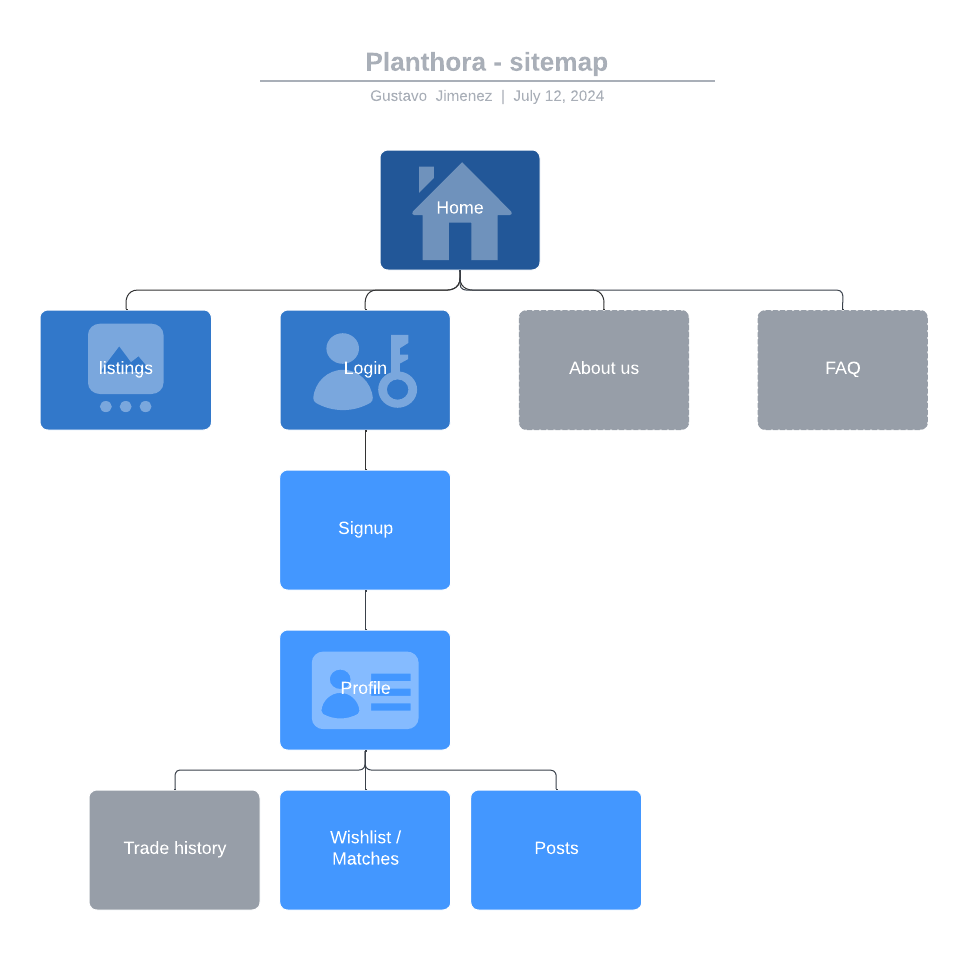 Planthora - sitemap
Gustavo Jimenez | July 12, 2024
Home
listings
Login
About us
FAQ
Signup
Profile
Trade history
Wishlist /
Matches
Posts